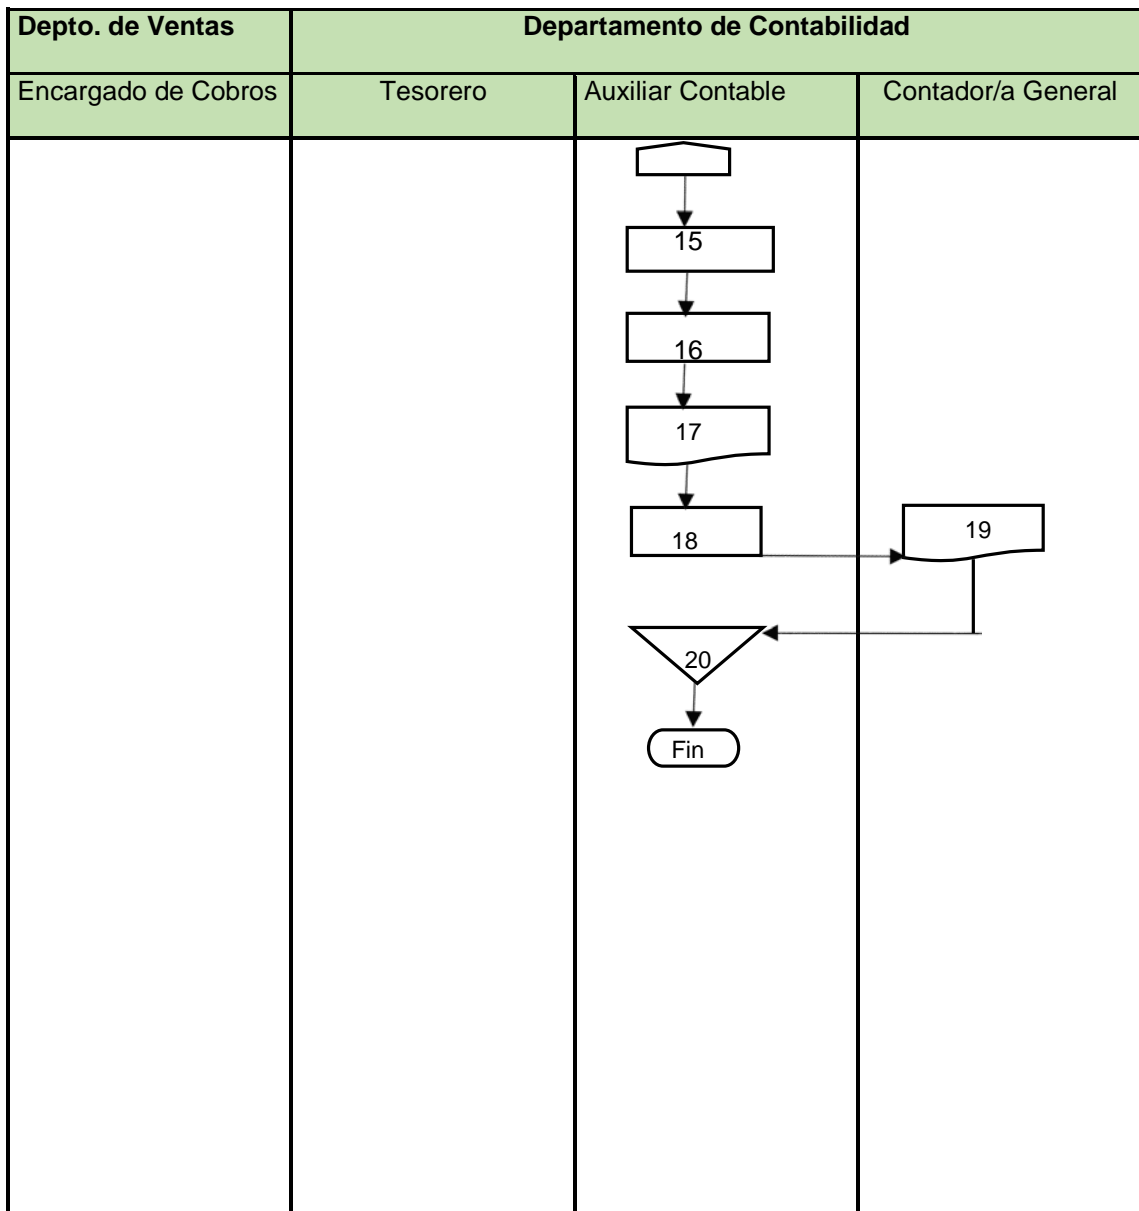 Depto. de Ventas
Departamento de Contabilidad
Encargado de Cobros
Tesorero
Auxiliar Contable
Contador/a General
15
16
17
18
19
20
Fin